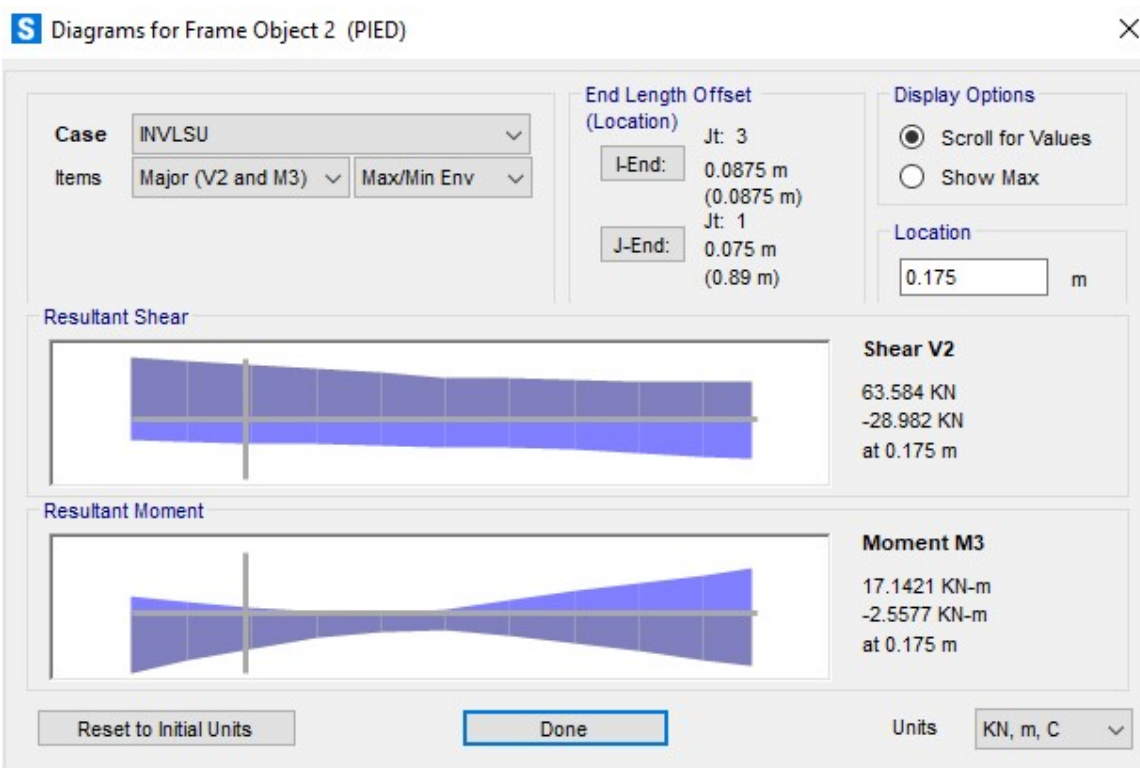 S Diagrams for Frame Object 2 (PIED)
Case INVLSU
Items Major (V2 and M3) Max/Min Env
End Length Offset
(Location)
Jt: 3
I-End: 0.0875 m
(0.0875 m)
Jt: 1
J-End: 0.075 m
(0.89 m)
Display Options
Scroll for Values
Show Max
Location
0.175 m
Resultant Shear
Shear V2
63.584 KN
-28.982 KN
at 0.175 m
Resultant Moment
Moment M3
17.1421 KN-m
-2.5577 KN-m
at 0.175 m
Reset to Initial Units
Done
Units KN, m, C